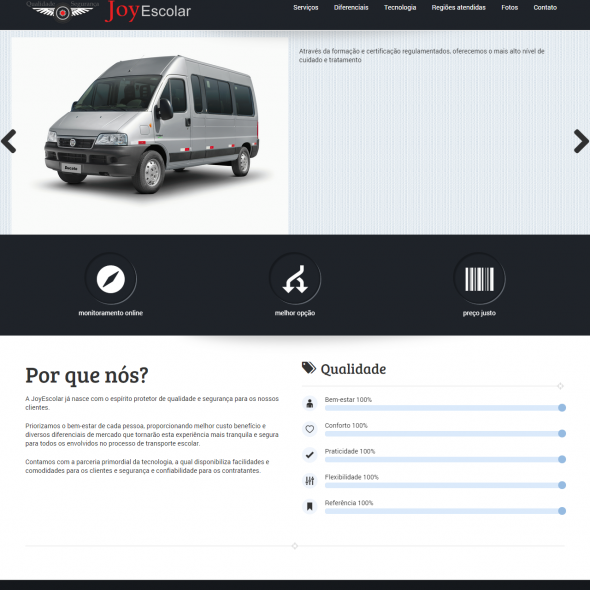 Qualidade Segurança
Joy Escolar
Serviços Diferenciais Tecnologia Regiões atendidas Fotos Contato
Através da formação e certificação regulamentados, oferecemos o mais alto nível de
cuidado e tratamento
Ducato
monitoramento online
melhor opção
preço justo
Por que nós?
A JoyEscolar já nasce com o espírito protetor de qualidade e segurança para os nossos
clientes.
Priorizamos o bem-estar de cada pessoa, proporcionando melhor custo benefício e
diversos diferenciais de mercado que tornarão esta experiência mais tranquila e segura
para todos os envolvidos no processo de transporte escolar.
Contamos com a parceria primordial da tecnologia, a qual disponibiliza facilidades e
comodidades para os clientes e segurança e confiabilidade para os contratantes.
Qualidade
Bem-estar 100%
Conforto 100%
Praticidade 100%
Flexibilidade 100%
Referência 100%